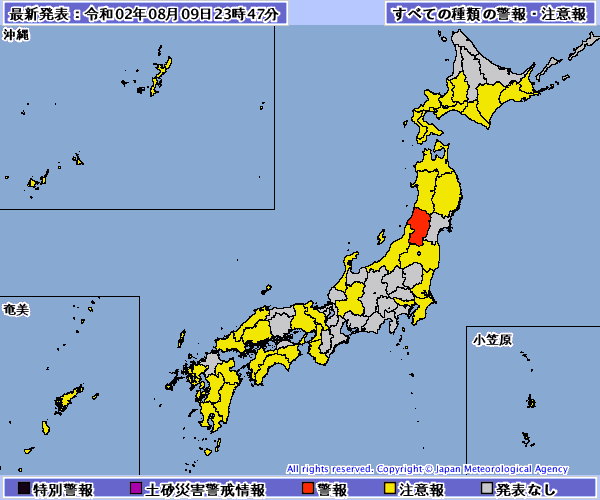 最新発表：令和02年08月09日23時47分
すべての種類の警報・注意報
沖縄
奄美
小笠原
All rights reserved. Copyright © Japan Meteorological Agency
特別警報 土砂災害警戒情報 警報 注意報 発表なし